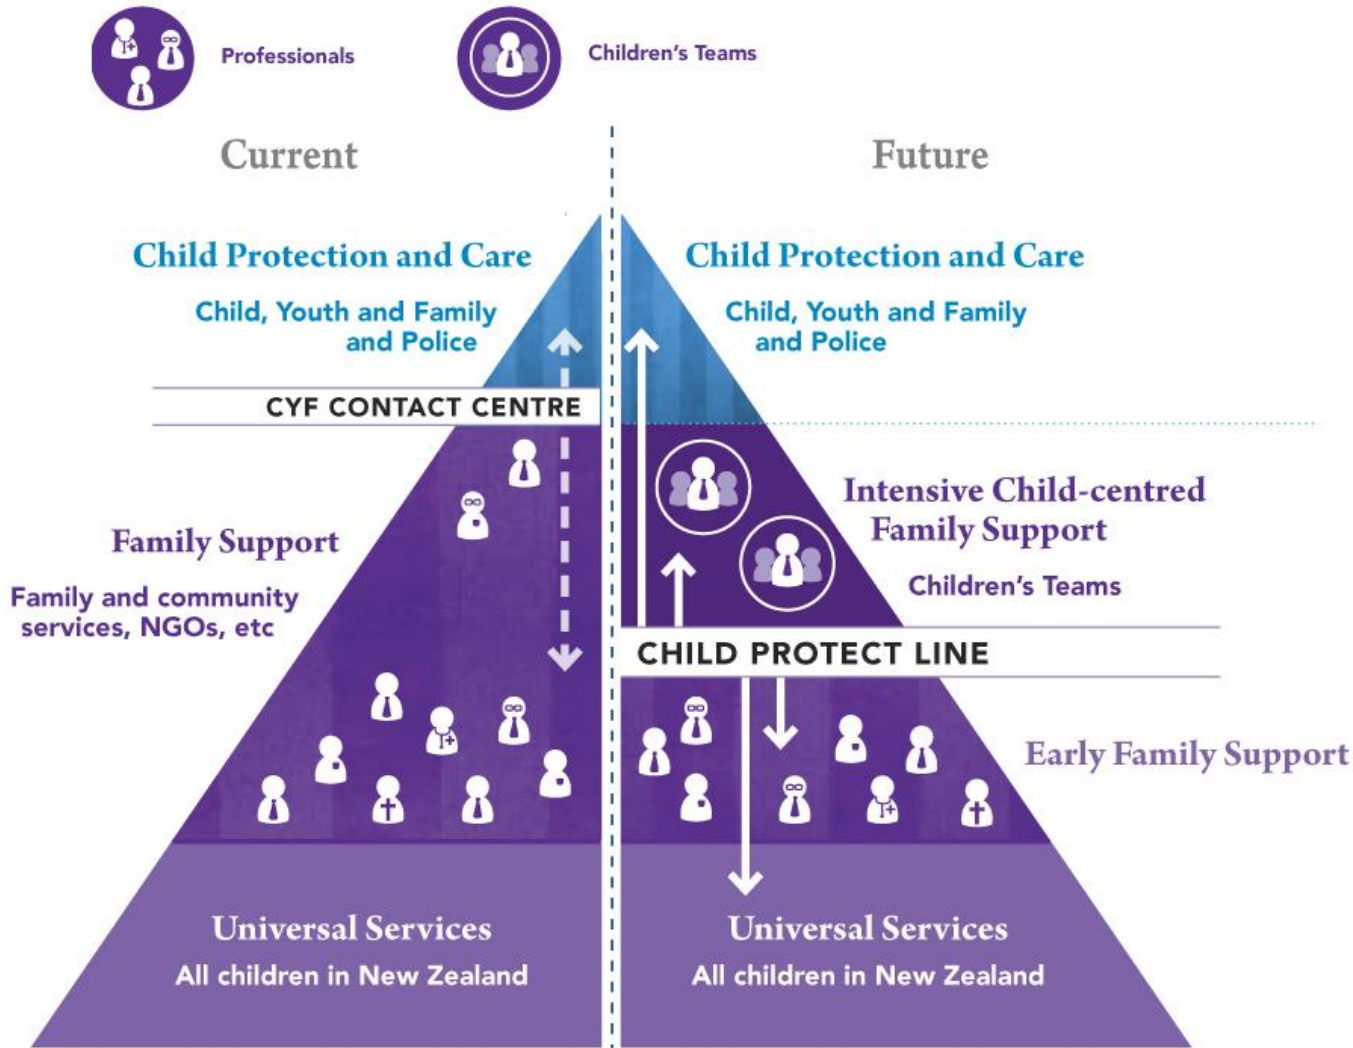 Professionals
Children's Teams
Current
Future
Child Protection and Care
Child, Youth and Family
and Police
CYF CONTACT CENTRE
Family Support
Family and community
services, NGOs, etc
Universal Services
All children in New Zealand
Child Protection and Care
Child, Youth and Family
and Police
Intensive Child-centred
Family Support
Children's Teams
CHILD PROTECT LINE
Early Family Support
Universal Services
All children in New Zealand